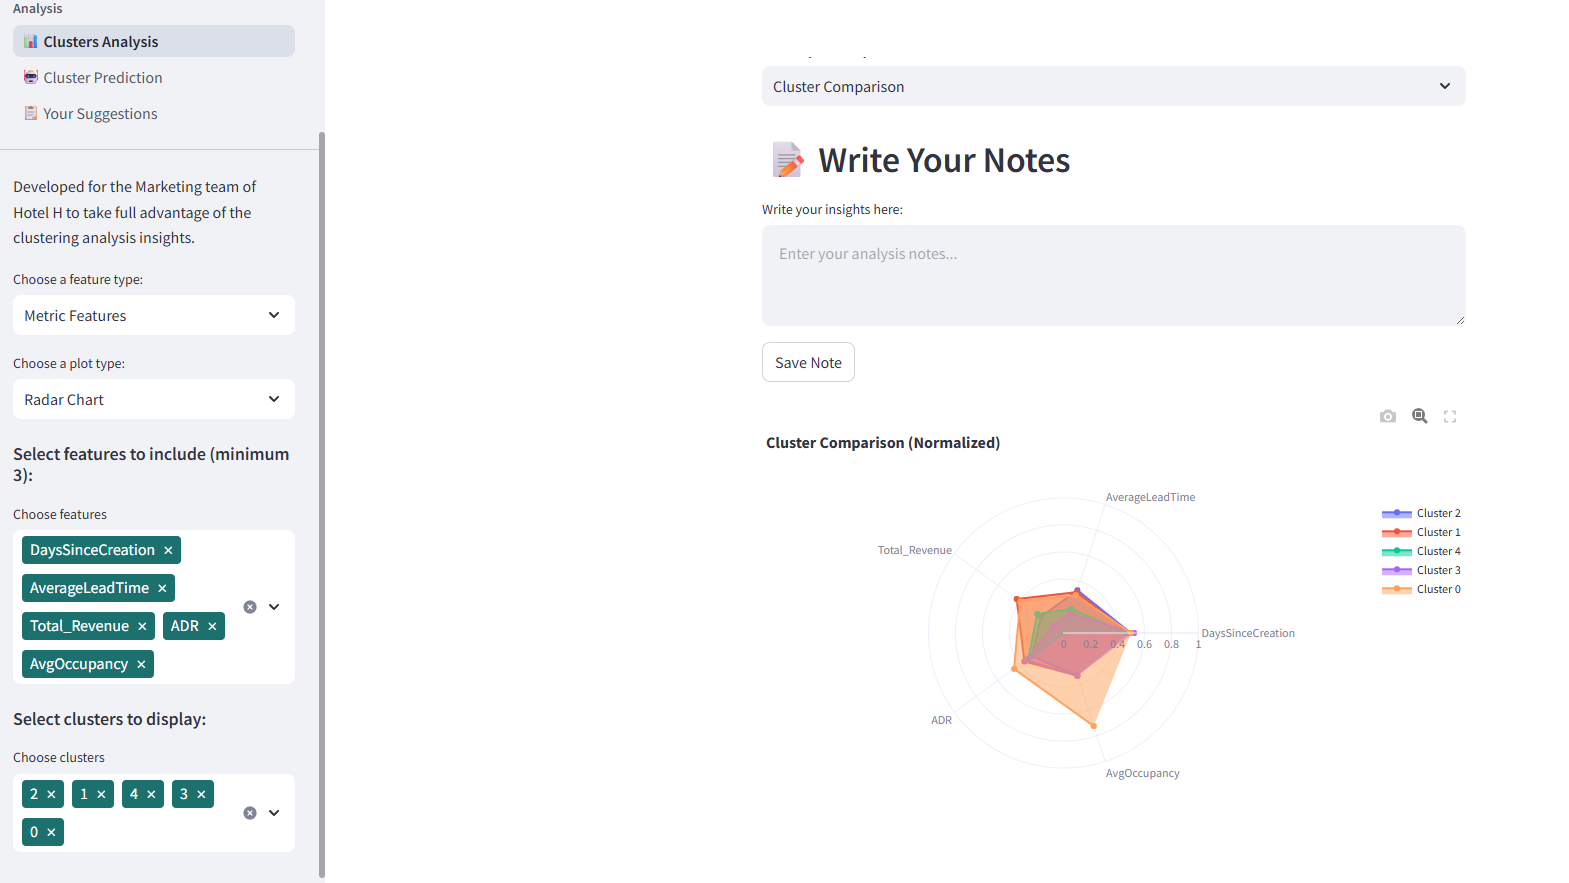 Analysis
Clusters Analysis
Cluster Prediction
Your Suggestions
Developed for the Marketing team of
Hotel H to take full advantage of the
clustering analysis insights.
Choose a feature type:
Metric Features
Choose a plot type:
Radar Chart
Select features to include (minimum
3):
Choose features
DaysSinceCreation ×
AverageLeadTime ×
Total_Revenue × ADR ×
AvgOccupancy ×
Select clusters to display:
Choose clusters
2 × 1 × 4 × 3 ×
0 ×
Cluster Comparison
Write Your Notes
Write your insights here:
Enter your analysis notes...
Save Note
Cluster Comparison (Normalized)
AverageLeadTime
Total_Revenue
DaysSinceCreation
0 0.2 0.4 0.6 0.8 1
ADR
AvgOccupancy
Cluster 2
Cluster 1
Cluster 4
Cluster 3
Cluster 0